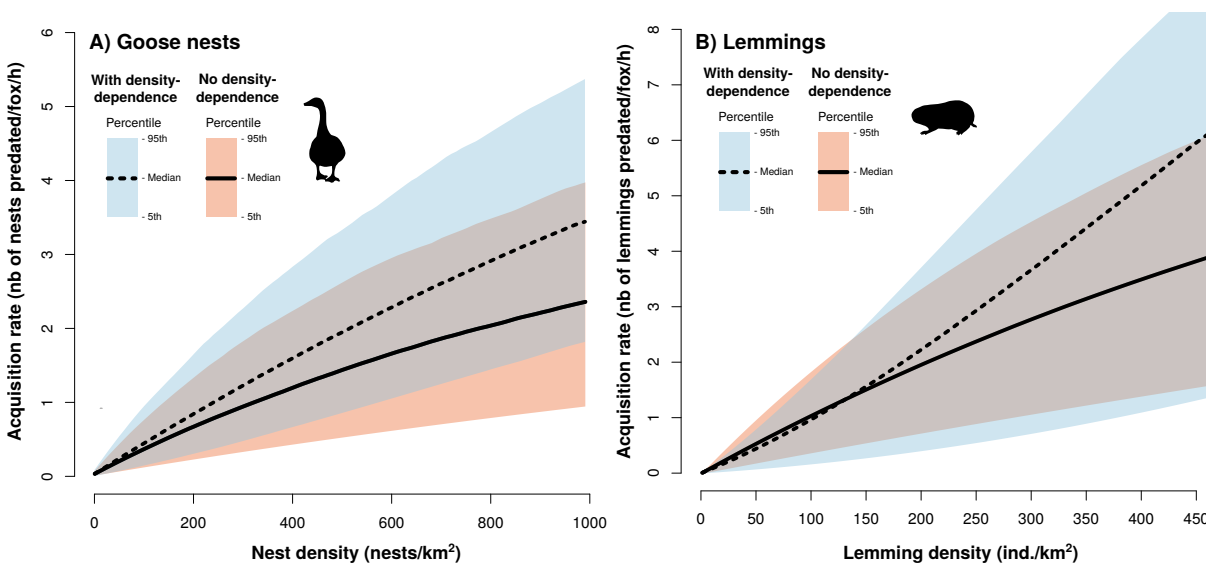 A) Goose nests
With density-
dependence
No density-
dependence
Percentile
Percentile
- 95th
- 95th
- Median
- Median
- 5th
- 5th
Acquisition rate (nb of nests predated/fox/h)
0
1
2
3
4
5
6
0
200
400
600
800
1000
Nest density (nests/km²)
B) Lemmings
With density-
dependence
No density-
dependence
Percentile
Percentile
- 95th
- 95th
- Median
- Median
- 5th
- 5th
Acquisition rate (nb of lemmings predated/fox/h)
0
1
2
3
4
5
6
7
8
0
50
100
150
200
250
300
350
400
450
Lemming density (ind./km²)